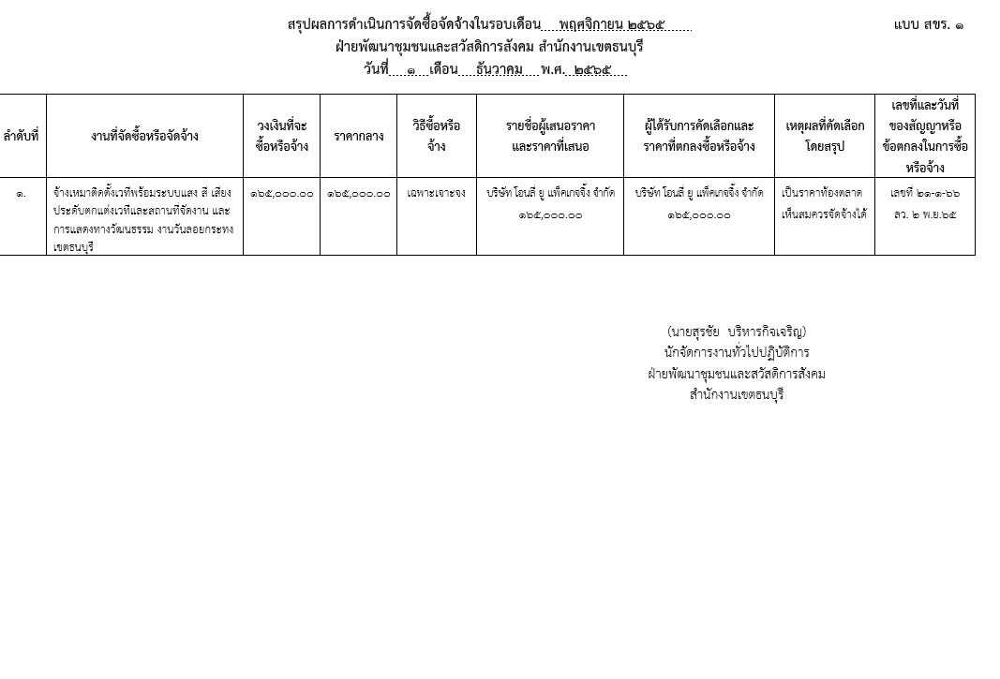 สรุปผลการดำเนินการจัดซื้อจัดจ้างในรอบเดือน พฤศจิกายน ๒๕๖๕
แบบ สขร. ๑
ฝ่ายพัฒนาชุมชนและสวัสดิการสังคม สำนักงานเขตธนบุรี
วันที่ ๑ เดือน ธันวาคม พ.ศ. ๒๕๖๕
ลำดับที่
งานที่จัดซื้อหรือจัดจ้าง
วงเงินที่จะ
ซื้อหรือจ้าง
ราคากลาง
วิธีซื้อหรือ
จ้าง
รายชื่อผู้เสนอราคา
และราคาที่เสนอ
ผู้ได้รับการคัดเลือกและ
ราคาที่ตกลงซื้อหรือจ้าง
เหตุผลที่คัดเลือก
โดยสรุป
เลขที่และวันที่
ของสัญญาหรือ
ข้อตกลงในการซื้อ
หรือจ้าง
๑.
จ้างเหมาติดตั้งเวทีพร้อมระบบแสง สี เสียง
ประดับตกแต่งเวทีและสถานที่จัดงาน และ
การแสดงทางวัฒนธรรม งานวันลอยกระทง
เขตธนบุรี
๑๖๕,๐๐๐.๐๐
๑๖๕,๐๐๐.๐๐
เฉพาะเจาะจง
บริษัท โอนลี่ ยู แพ็คเกจจิ้ง จำกัด
๑๖๕,๐๐๐.๐๐
บริษัท โอนลี่ ยู แพ็คเกจจิ้ง จำกัด
๑๖๕,๐๐๐.๐๐
เป็นราคาท้องตลาด
เห็นสมควรจัดจ้างได้
เลขที่ ๒๑-๑-๖๖
ลว. ๒ พ.ย.๖๕
(นายสุรชัย บริหารกิจเจริญ)
นักจัดการงานทั่วไปปฏิบัติการ
ฝ่ายพัฒนาชุมชนและสวัสดิการสังคม
สำนักงานเขตธนบุรี